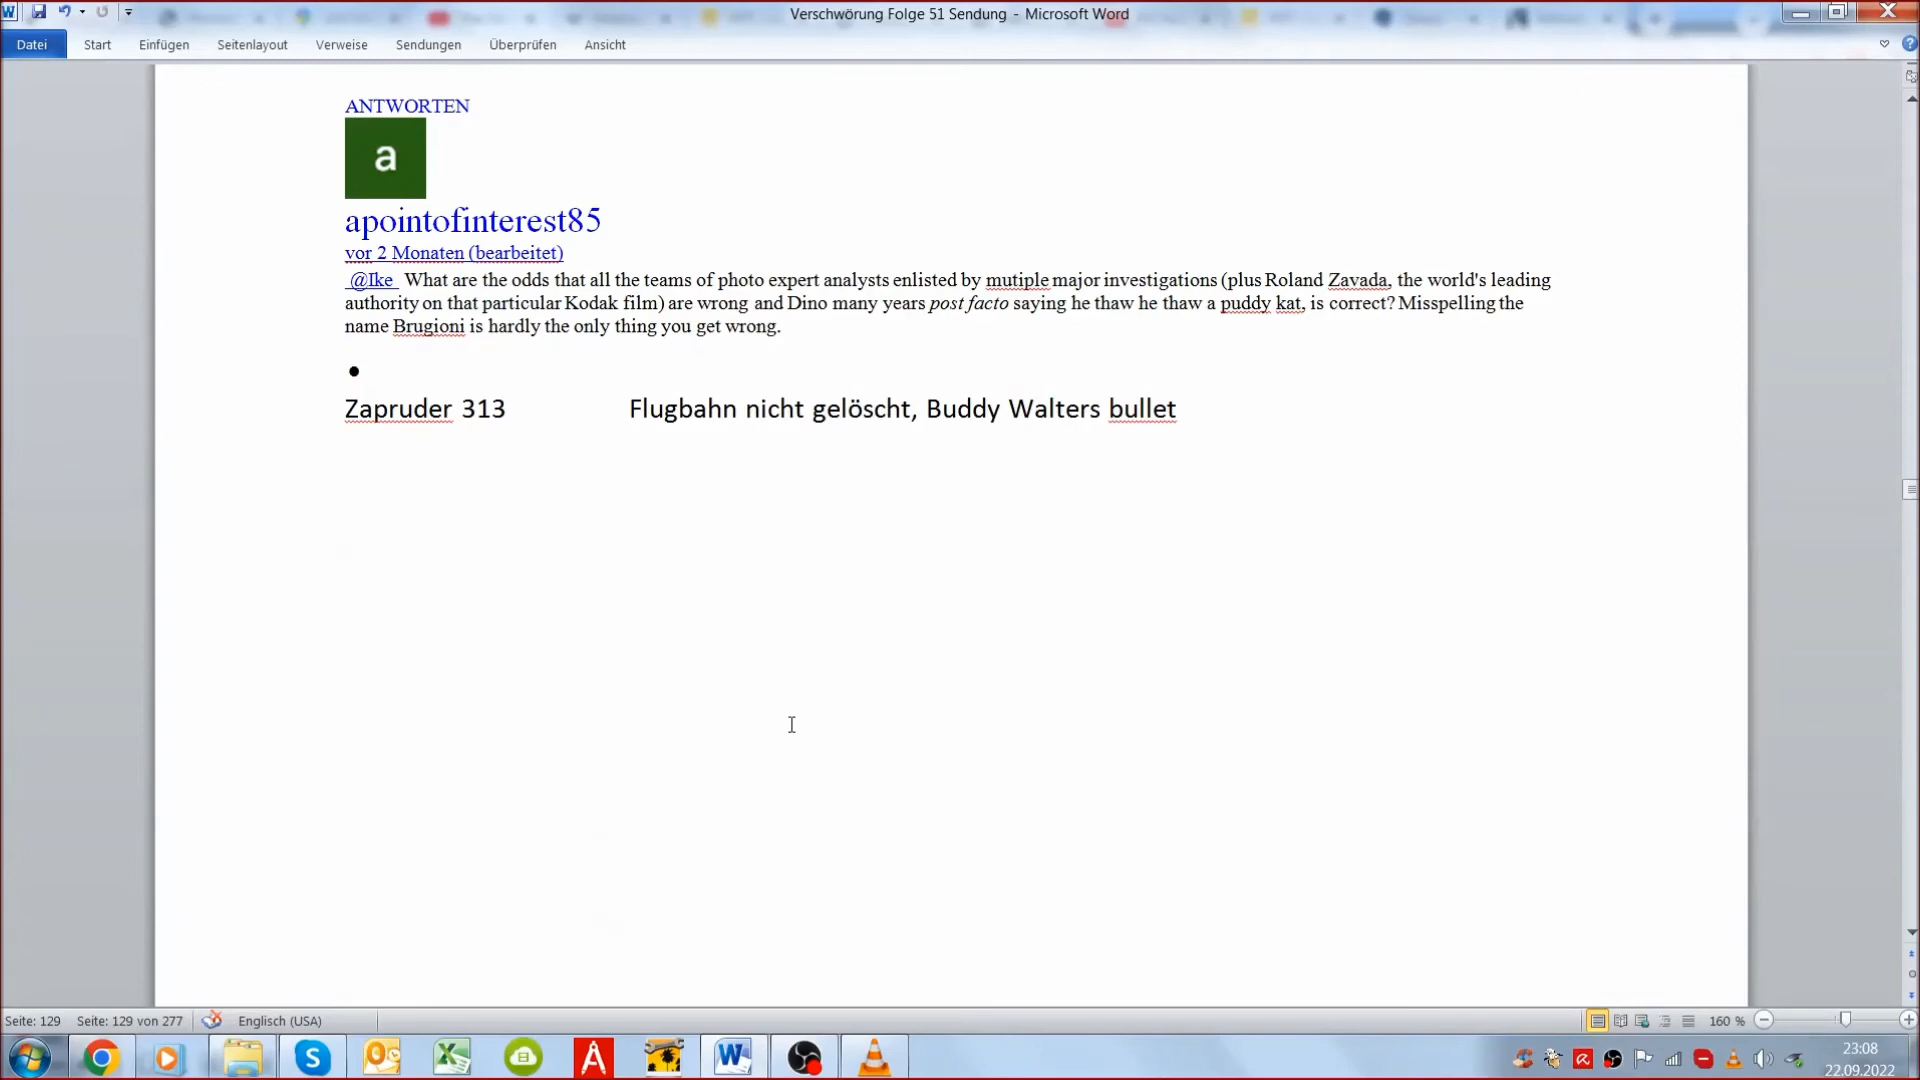 Verschwörung Folge 51 Sendung - Microsoft Word
Datei Start Einfügen Seitenlayout Verweise Sendungen Überprüfen Ansicht
ANTWORTEN
a
apointofinterest85
vor 2 Monaten (bearbeitet)
@Ike What are the odds that all the teams of photo expert analysts enlisted by mutiple major investigations (plus Roland Zavada, the world's leading
authority on that particular Kodak film) are wrong and Dino many years post facto saying he thaw he thaw a puddy kat, is correct? Misspelling the
name Brugioni is hardly the only thing you get wrong.
•
Zapruder 313 Flugbahn nicht gelöscht, Buddy Walters bullet
Seite: 129 Seite: 129 von 277 Englisch (USA) 160 %
23:08
22.09.2022